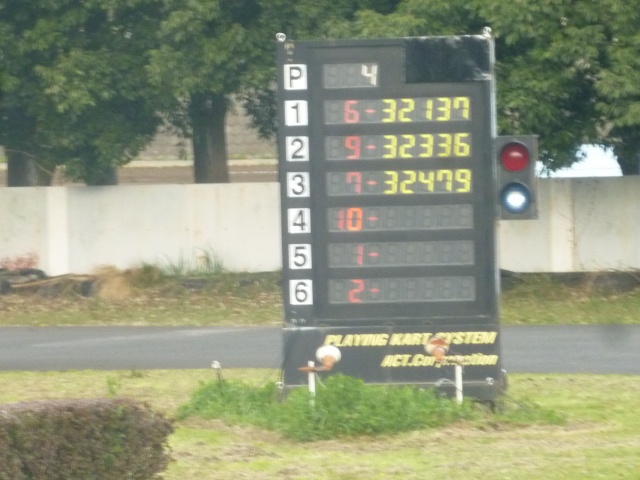 P 4
1 6- 32137
2 9- 32336
3 7- 32479
4 10-
5 1-
6 2-
PLAYING KART SYSTEM
ACT.Corporation